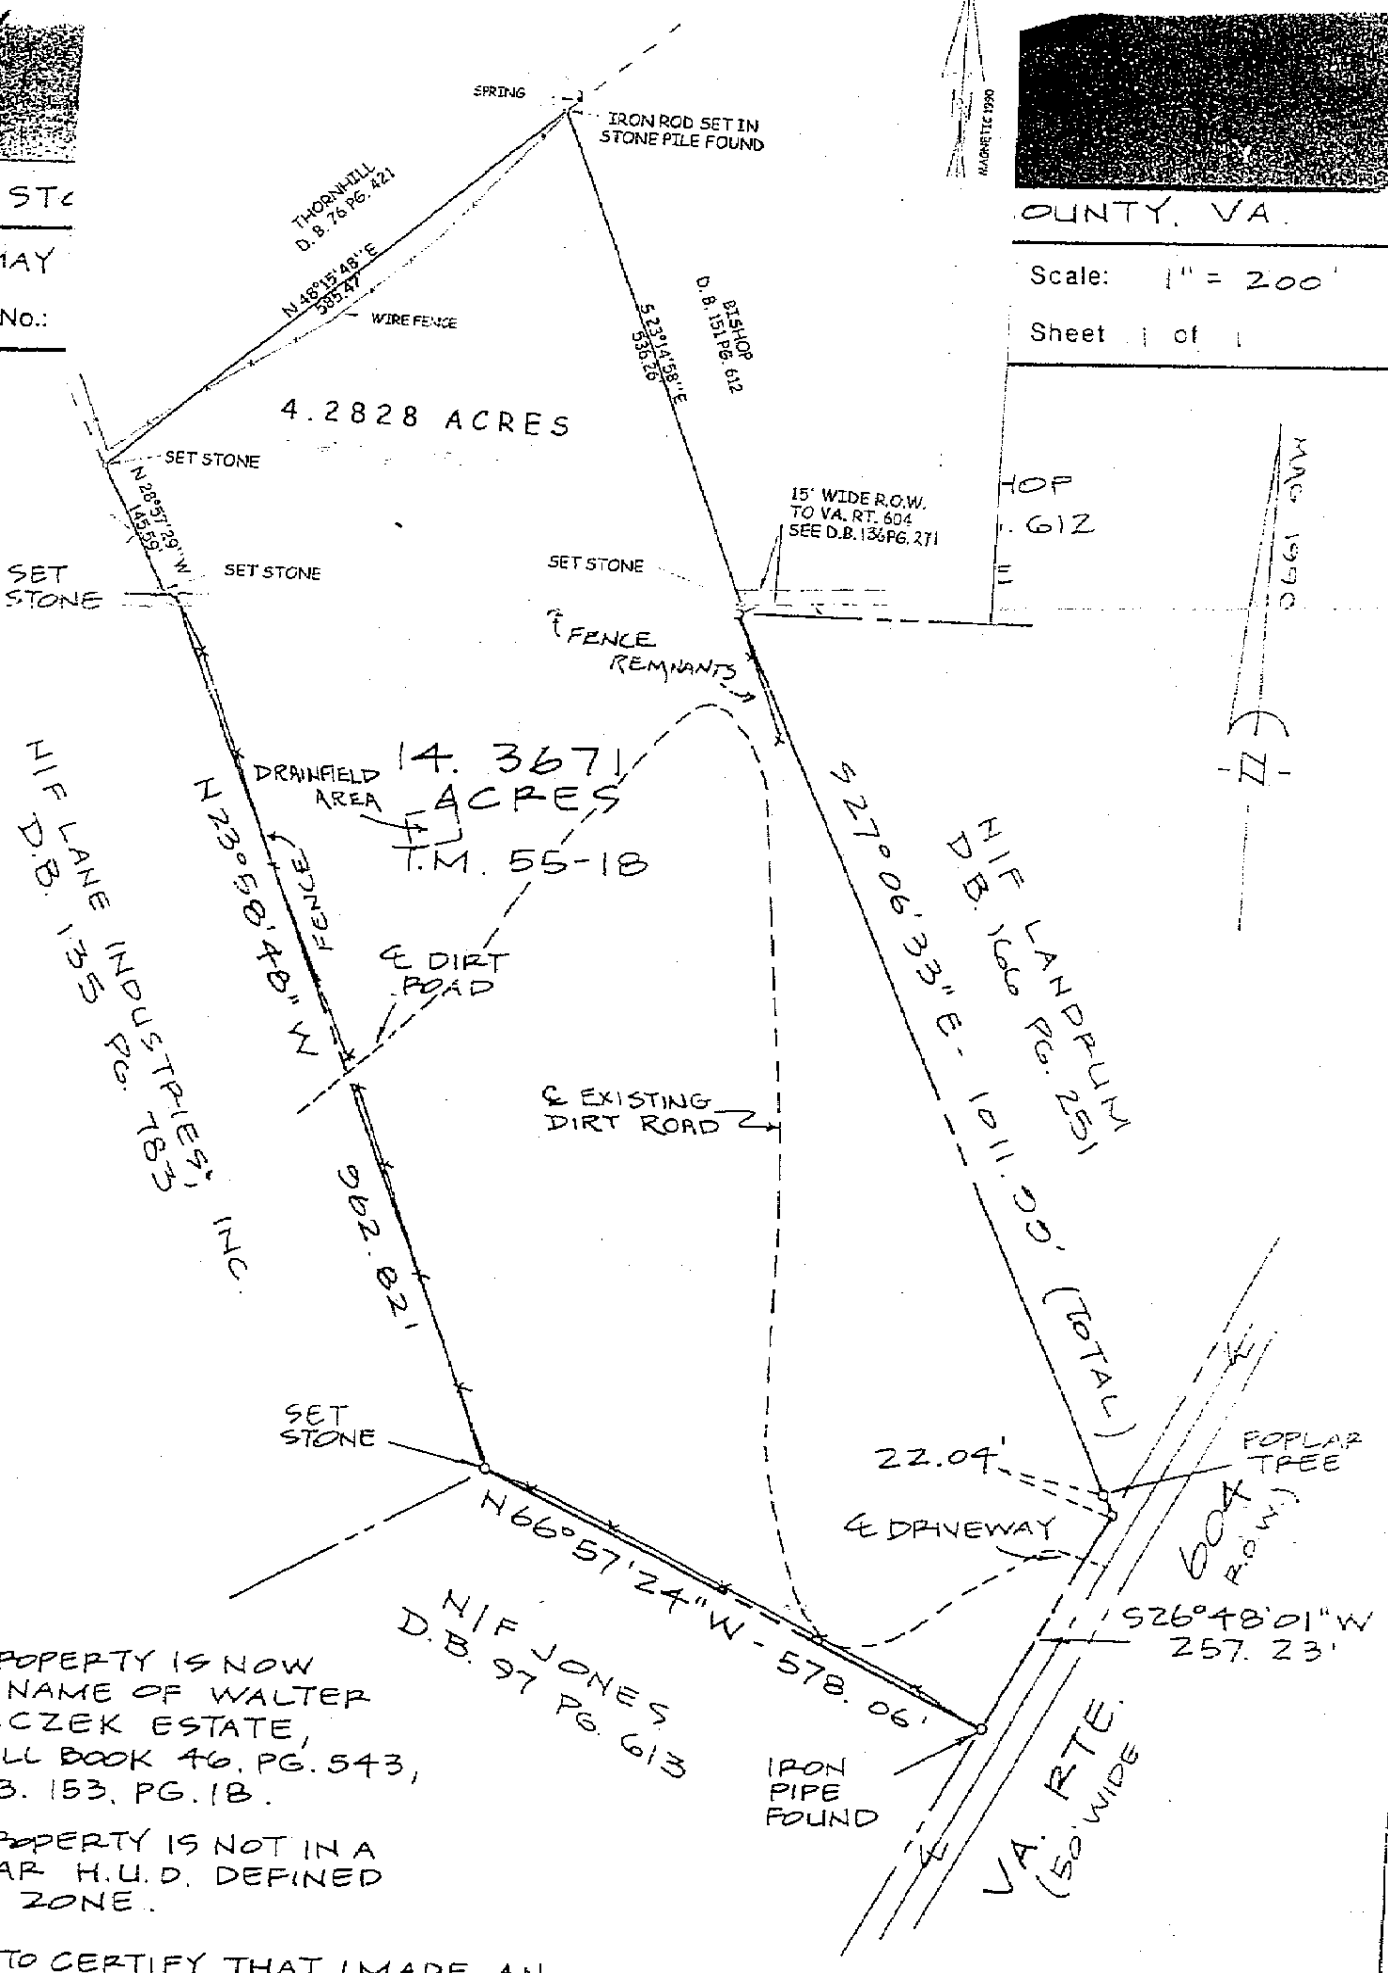 SPRING
IRON ROD SET IN
STONE PILE FOUND
MAGNETIC 1990
OUNTY, VA.
Scale: 1" = 200'
Sheet 1 of 1
STO
MAY
No.:
THORNHILL
D. B. 76 PG. 421
N 48°15'48"E
585.47
WIRE FENCE
BISHOP
D. B. 151 PG. 612
S 23°14'58"E
536.26
4.2828 ACRES
SET STONE
N 28°57'29"W
145.59'
SET STONE
SET
STONE
15' WIDE R.O.W.
TO VA. RT. 604
SEE D.B. 136 PG. 271
SET STONE
HOP
. 612
MAG 1990
N
FENCE
REMNANTS
DRAINFIELD
AREA
14. 3671
ACRES
T.M. 55-18
FENCE
N23°58'48"W
962.82'
N/F LANE INDUSTRIES, INC.
D.B. 135 PG. 783
℄ DIRT
ROAD
℄ EXISTING
DIRT ROAD
S27°06'33"E - 1011.99' (TOTAL)
N/F LANDRUM
D.B. 166 PG. 251
SET
STONE
22.04'
POPLAR
TREE
℄ DRIVEWAY
S26°48'01"W
257.23'
N66°57'24"W - 578.06'
N/F JONES
D.B. 97 PG. 613
IRON
PIPE
FOUND
℄
℄
VA. RTE. 604
(50' WIDE R.O.W.)
ROPERTY IS NOW
NAME OF WALTER
CZEK ESTATE,
LL BOOK 46, PG. 543,
B. 153, PG. 18.
ROPERTY IS NOT IN A
AR H.U.D. DEFINED
ZONE.
TO CERTIFY THAT I MADE AN